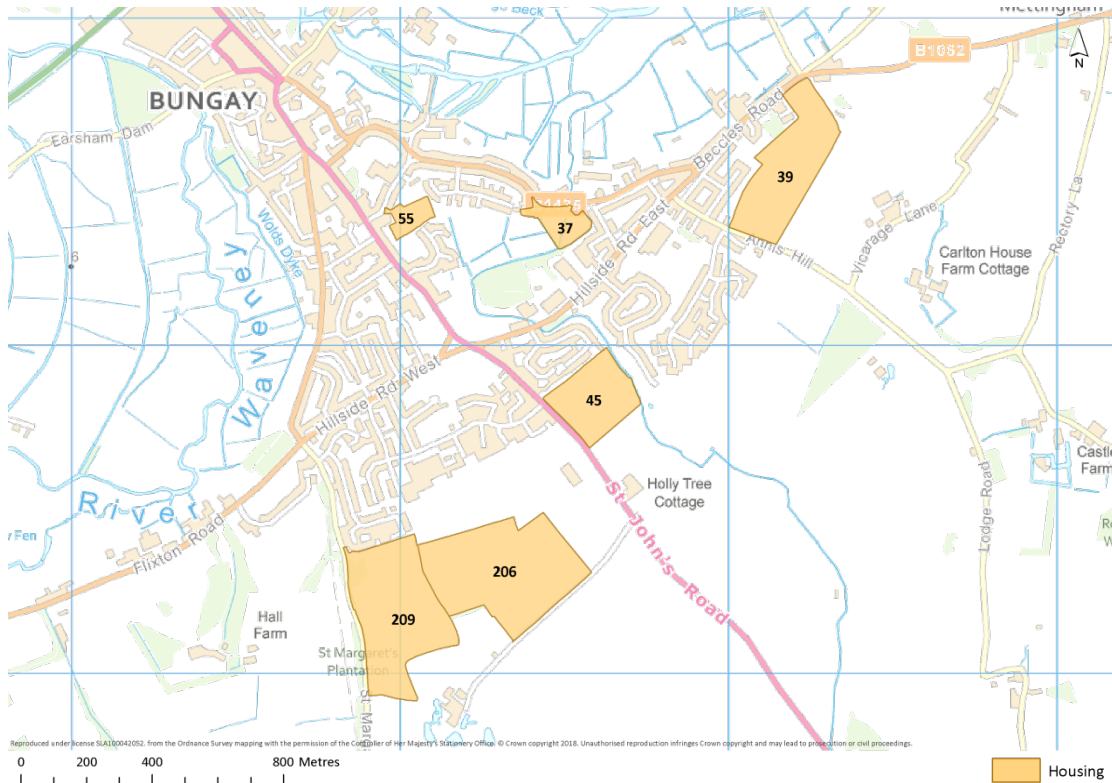 Mettingham
N
B1062
BUNGAY
Beccles Road
Earsham Dam
39
55
37
Hillside Rd East
Wolds Dyke
Annis Hill
Vicarage Lane
Rectory La
6
Carlton House
Farm Cottage
Waveney
Hillside Rd West
45
Castle
Farm
Holly Tree
Cottage
River
Flixton Road
St John's Road
Lodge Road
206
209
Hall
Farm
St Margaret's
Plantation
Reproduced under license SLA100042052. from the Ordnance Survey mapping with the permission of the Controller of Her Majesty's Stationery Office. © Crown copyright 2018. Unauthorised reproduction infringes Crown copyright and may lead to prosecution or civil proceedings.
0 200 400 800 Metres
Housing